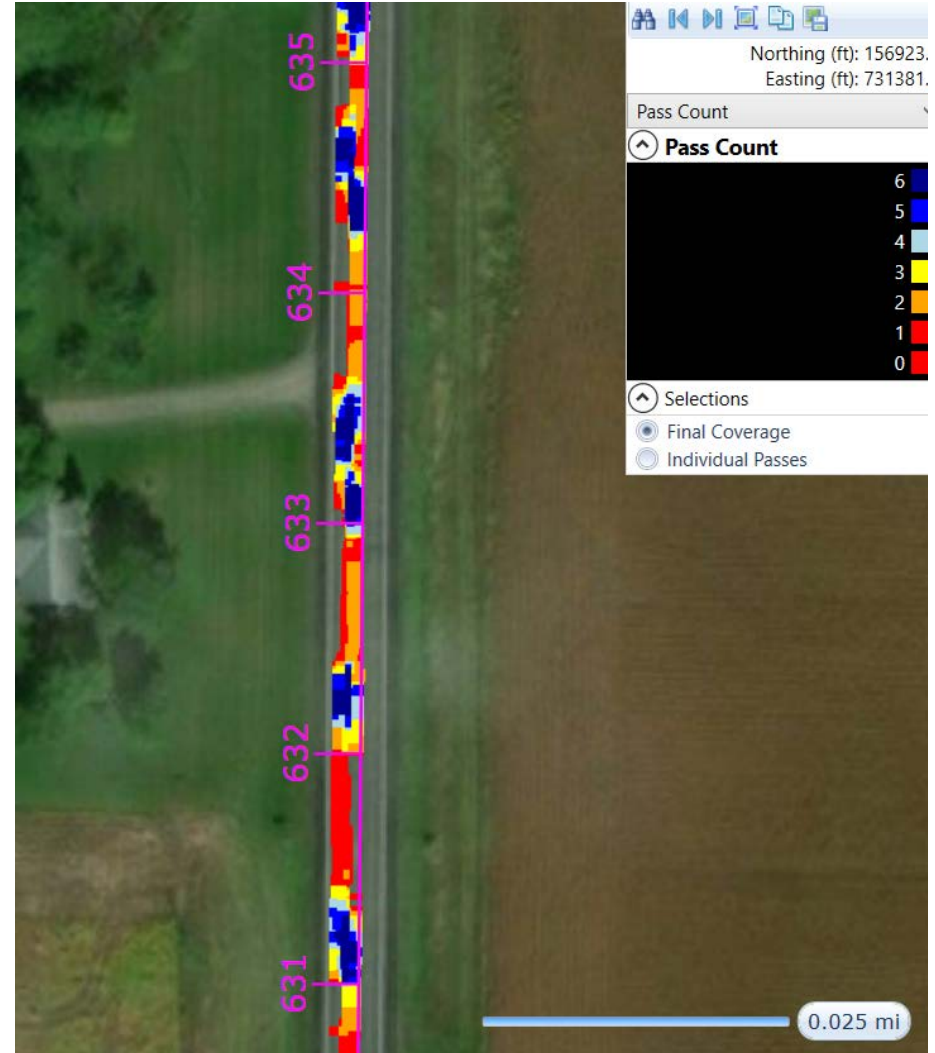 635
634
633
632
631
Northing (ft): 156923.
Easting (ft): 731381.
Pass Count
Pass Count
6
5
4
3
2
1
0
Selections
Final Coverage
Individual Passes
0.025 mi